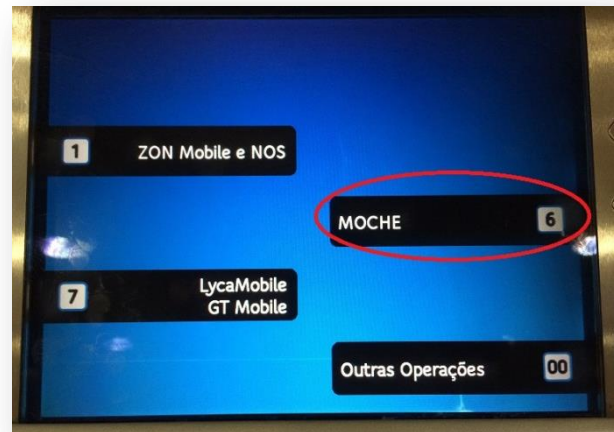 1 ZON Mobile e NOS
MOCHE 6
7 LycaMobile
GT Mobile
Outras Operações 00